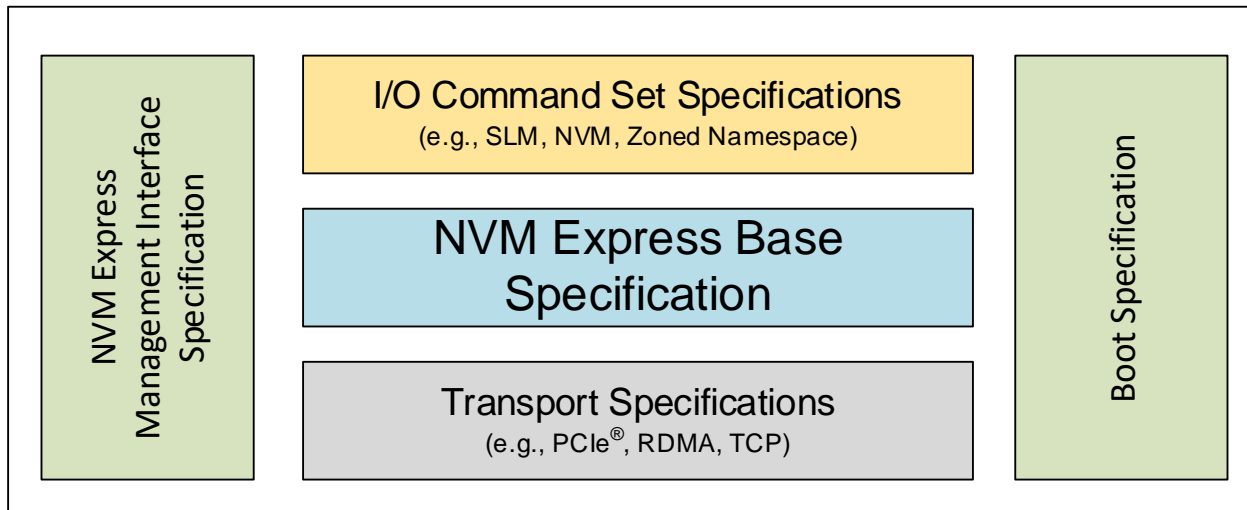 NVM Express
Management Interface
Specification
I/O Command Set Specifications
(e.g., SLM, NVM, Zoned Namespace)
NVM Express Base
Specification
Transport Specifications
(e.g., PCIe®, RDMA, TCP)
Boot Specification